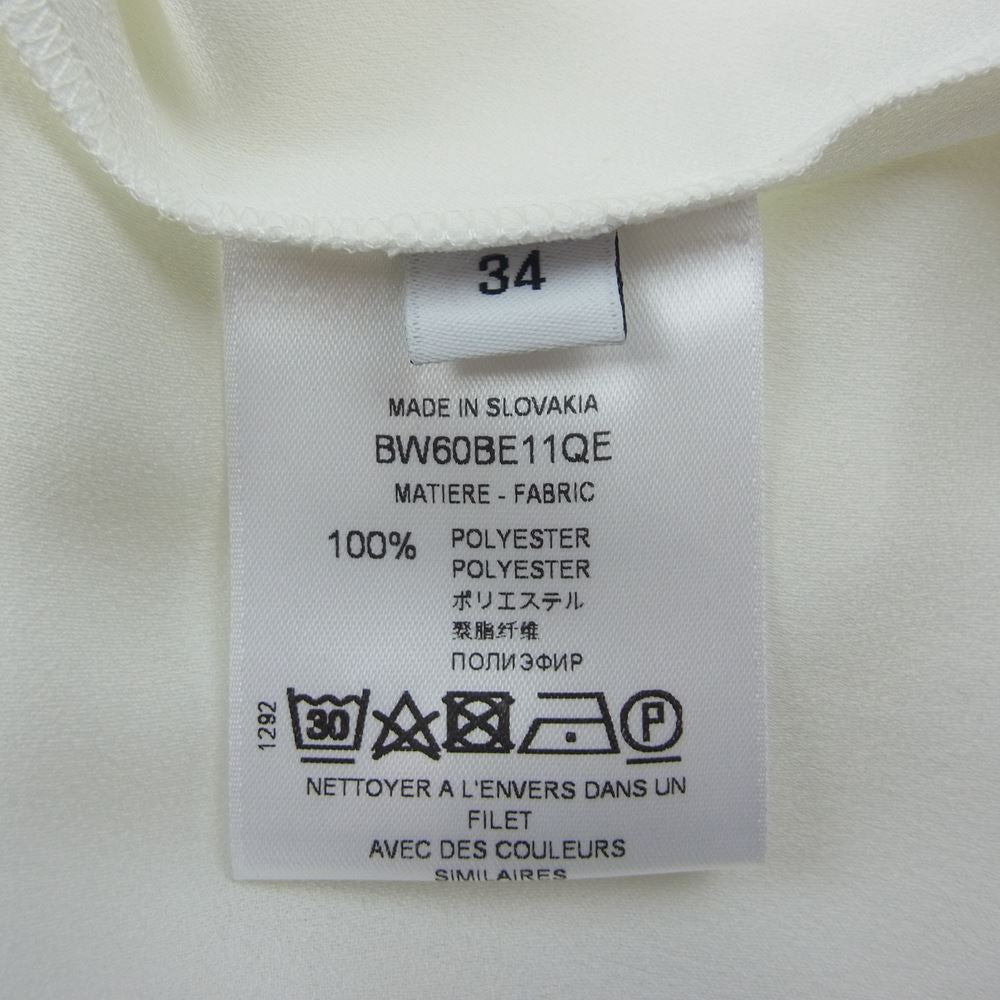 34
MADE IN SLOVAKIA
BW60BE11QE
MATIERE - FABRIC
100% POLYESTER
POLYESTER
ポリエステル
聚脂纤维
ПОЛИЭФИР
1292
30 P
NETTOYER A L'ENVERS DANS UN
FILET
AVEC DES COULEURS
SIMILAIRES